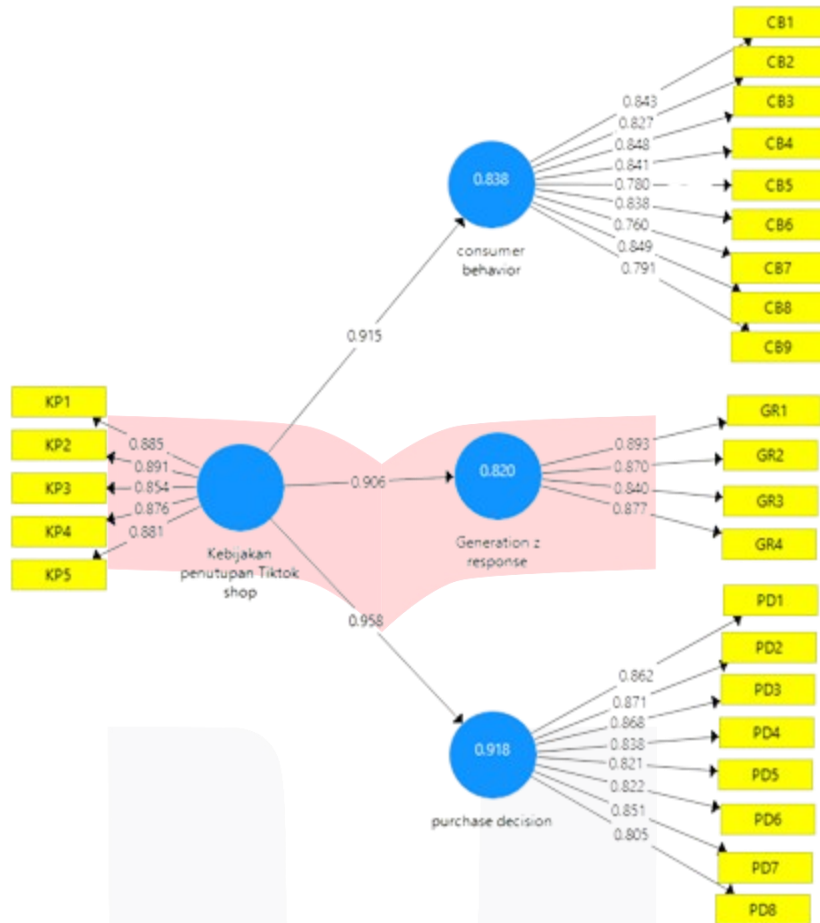 CB1
CB2
CB3
CB4
CB5
CB6
CB7
CB8
CB9
0.843
0.827
0.848
0.841
0.780
0.838
0.760
0.849
0.791
0.838
consumer
behavior
0.915
KP1
KP2
KP3
KP4
KP5
0.885
0.891
0.854
0.876
0.881
Kebijakan
penutupan Tiktok
shop
0.906
0.820
Generation z
response
0.893
0.870
0.840
0.877
GR1
GR2
GR3
GR4
0.958
0.918
purchase decision
0.862
0.871
0.868
0.838
0.821
0.822
0.851
0.805
PD1
PD2
PD3
PD4
PD5
PD6
PD7
PD8